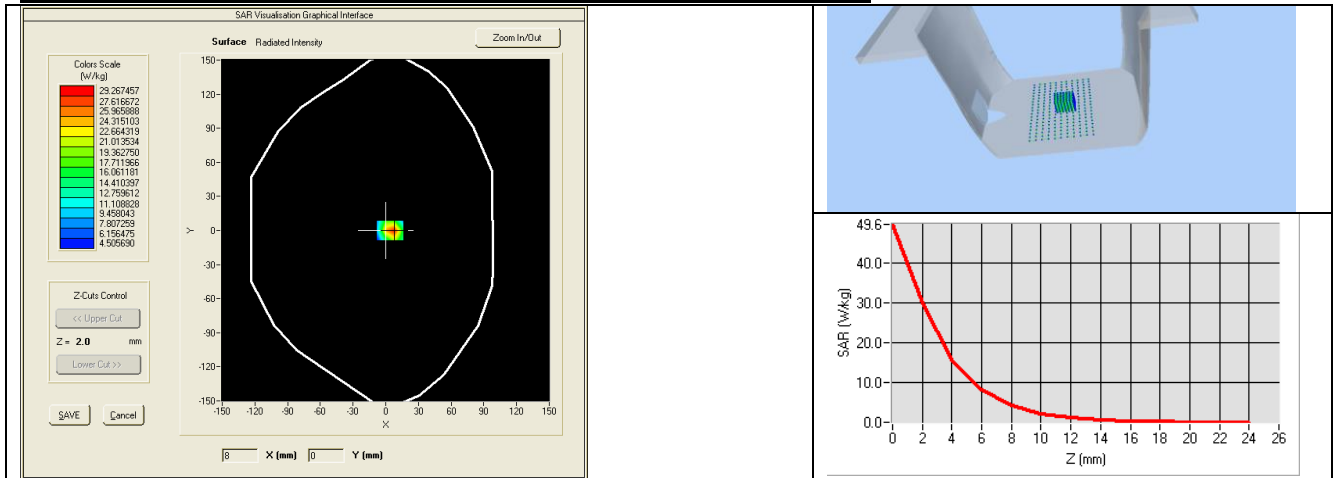 SAR Visualisation Graphical Interface
Surface Radiated Intensity
Zoom In/Out
Colors Scale
(W/kg)
29.267457
27.616672
25.965888
24.315103
22.664319
21.013534
19.362750
17.711966
16.061181
14.410397
12.759612
11.108828
9.458043
7.807259
6.156475
4.505690
Z-Cuts Control
<< Upper Cut
Z = 2.0 mm
Lower Cut >>
SAVE Cancel
150
120
90
60
30
0
-30
-60
-90
-120
-150
Y
-150 -120 -90 -60 -30 0 30 60 90 120 150
X
8 X (mm) 0 Y (mm)
49.6
40.0
30.0
20.0
10.0
0.0
SAR (W/kg)
0 2 4 6 8 10 12 14 16 18 20 22 24 26
Z (mm)